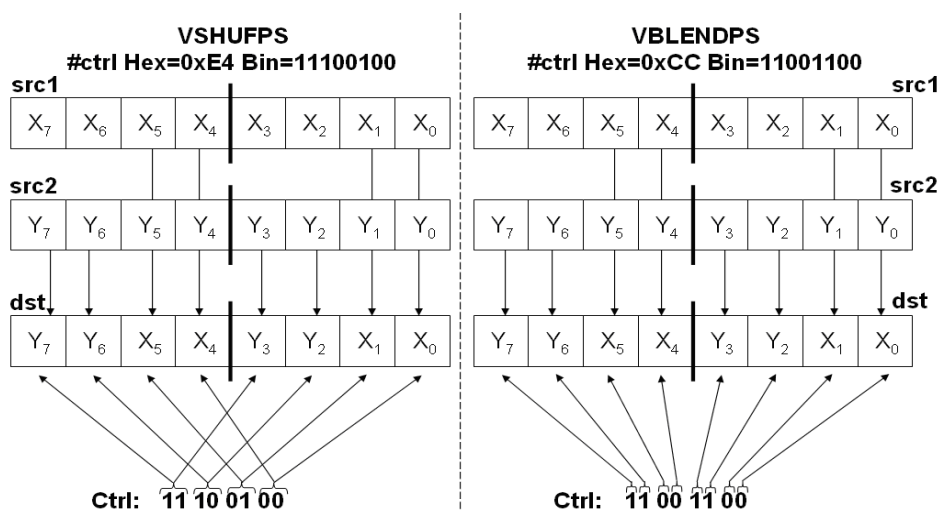 VSHUFPS
#ctrl Hex=0xE4 Bin=11100100
src1
X7 X6 X5 X4 X3 X2 X1 X0
src2
Y7 Y6 Y5 Y4 Y3 Y2 Y1 Y0
dst
Y7 Y6 X5 X4 Y3 Y2 X1 X0
Ctrl: 11 10 01 00
VBLENDPS
#ctrl Hex=0xCC Bin=11001100
src1
X7 X6 X5 X4 X3 X2 X1 X0
src2
Y7 Y6 Y5 Y4 Y3 Y2 Y1 Y0
dst
Y7 Y6 X5 X4 Y3 Y2 X1 X0
Ctrl: 11 00 11 00